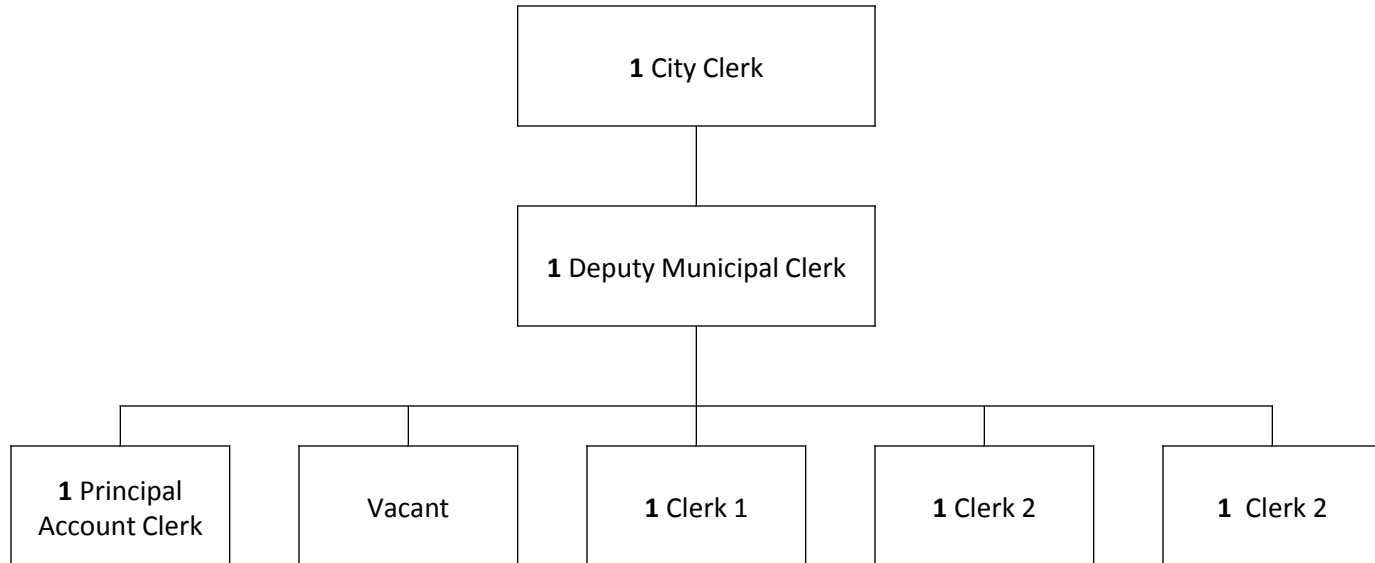 1 City Clerk
1 Deputy Municipal Clerk
1 Principal
Account Clerk
Vacant
1 Clerk 1
1 Clerk 2
1  Clerk 2